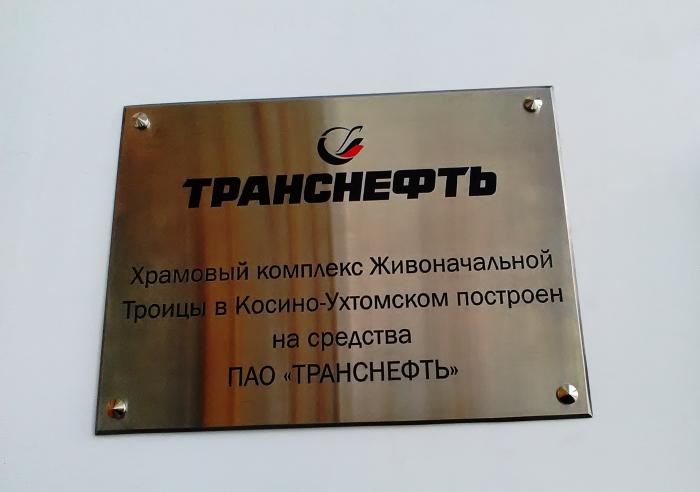 ТРАНСНЕФТЬ
Храмовый комплекс Живоначальной
Троицы в Косино-Ухтомском построен
на средства
ПАО «ТРАНСНЕФТЬ»